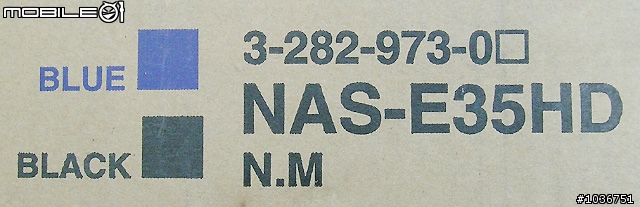 MOBILE01
BLUE
BLACK
3-282-973-0□
NAS-E35HD
N.M
#1036751